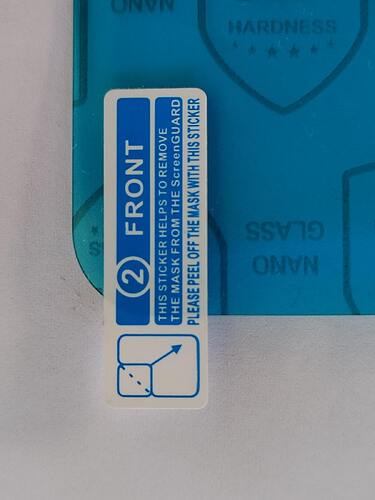 NANO
HARDNESS
② FRONT
THIS STICKER HELPS TO REMOVE
THE MASK FROM THE ScreenGUARD
PLEASE PEEL OFF THE MASK WITH THIS STICKER
GLASS
NANO